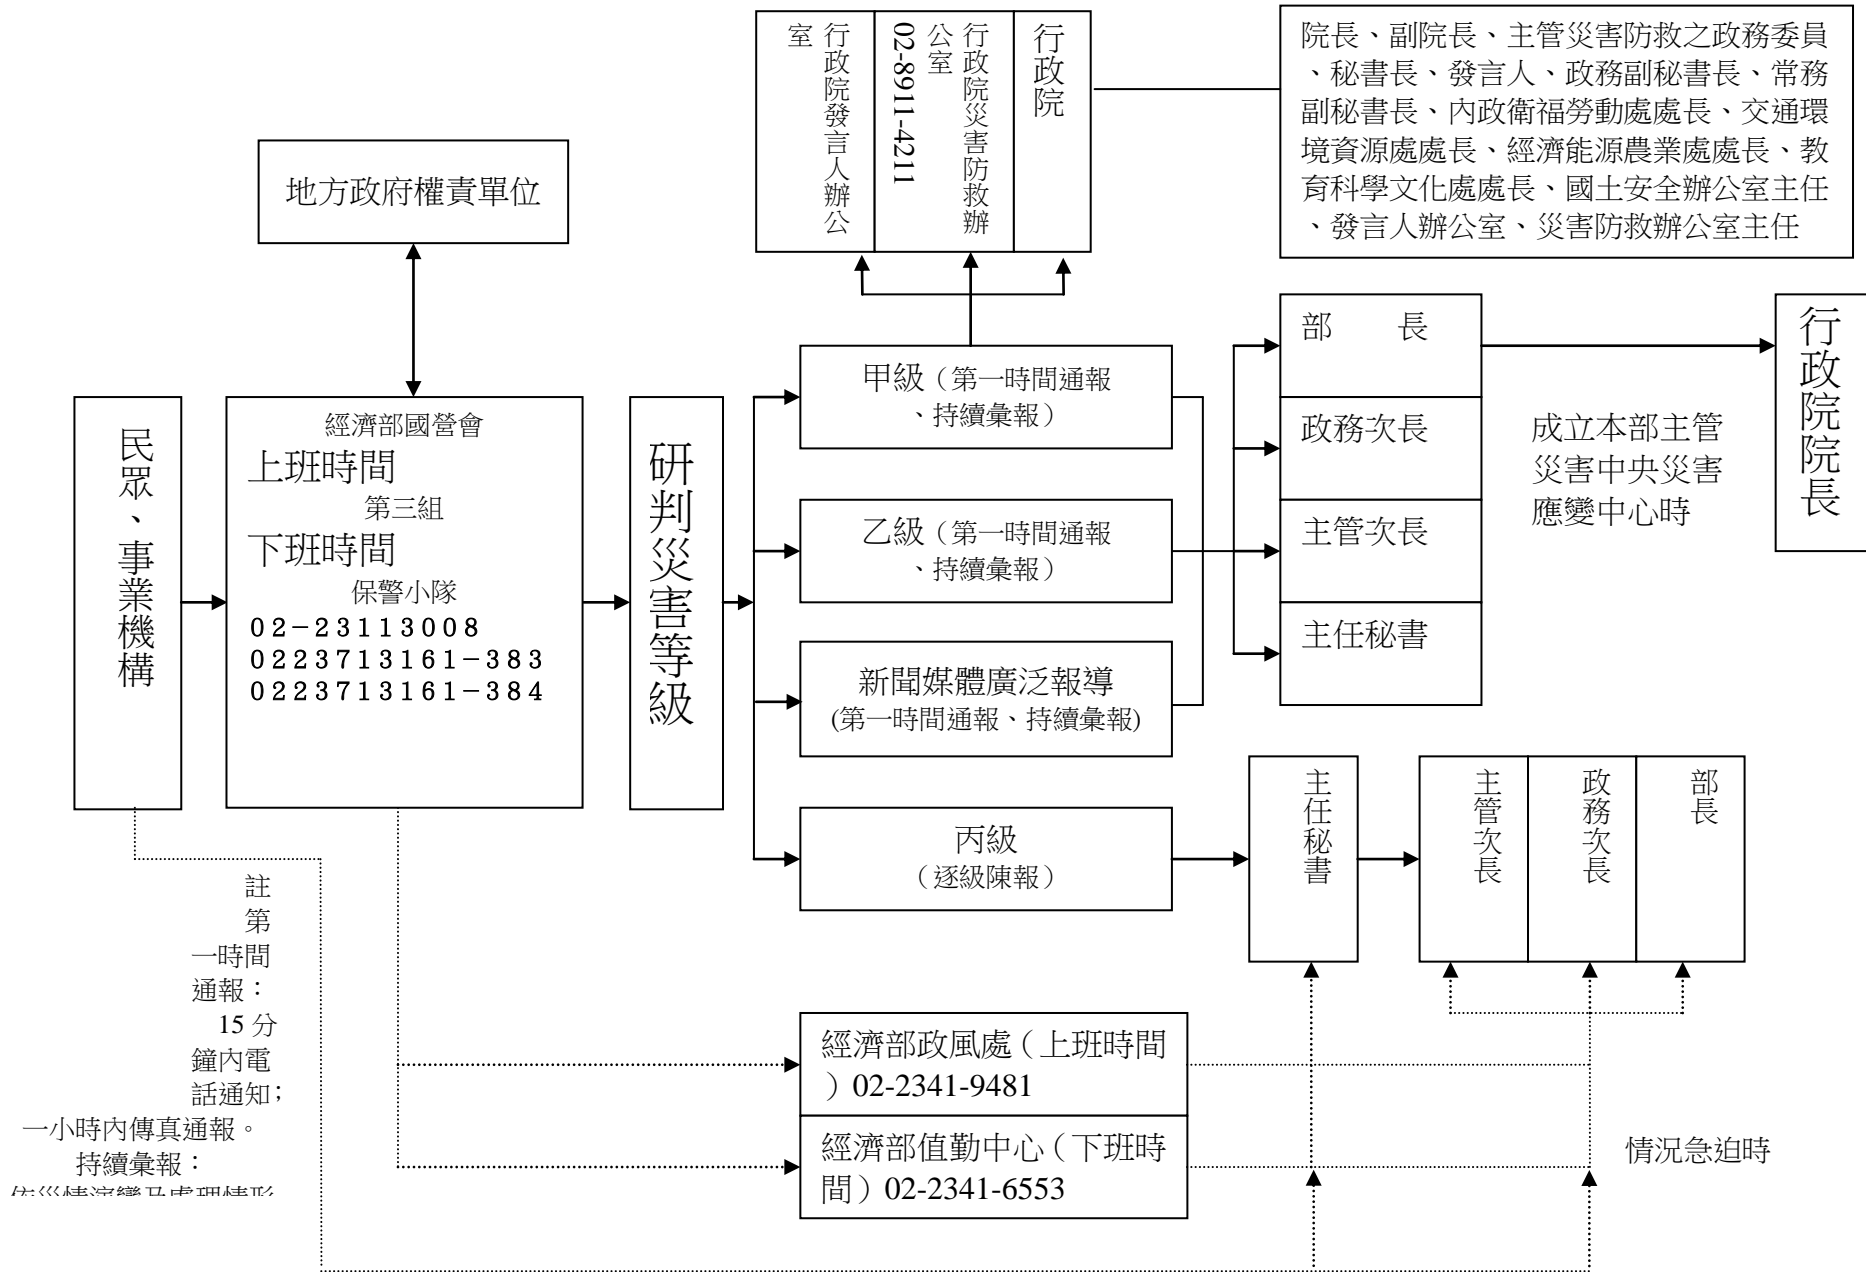 行政院發言人辦公
室
行政院災害防救辦
公室
02-8911-4211
行政院
院長、副院長、主管災害防救之政務委員
、秘書長、發言人、政務副秘書長、常務
副秘書長、內政衛福勞動處處長、交通環
境資源處處長、經濟能源農業處處長、教
育科學文化處處長、國土安全辦公室主任
、發言人辦公室、災害防救辦公室主任
地方政府權責單位
民眾、事業機構
經濟部國營會
上班時間
第三組
下班時間
保警小隊
02-23113008
0223713161-383
0223713161-384
研判災害等級
甲級（第一時間通報
、持續彙報）
乙級（第一時間通報
、持續彙報）
新聞媒體廣泛報導
(第一時間通報、持續彙報)
丙級
（逐級陳報）
部　　長
政務次長
主管次長
主任秘書
成立本部主管
災害中央災害
應變中心時
行政院院長
主任秘書
主管次長
政務次長
部長
註
第
一時間
通報：
15 分
鐘內電
話通知；
一小時內傳真通報。
持續彙報：
依災情演變及處理情形
經濟部政風處（上班時間
）02-2341-9481
經濟部值勤中心（下班時
間）02-2341-6553
情況急迫時